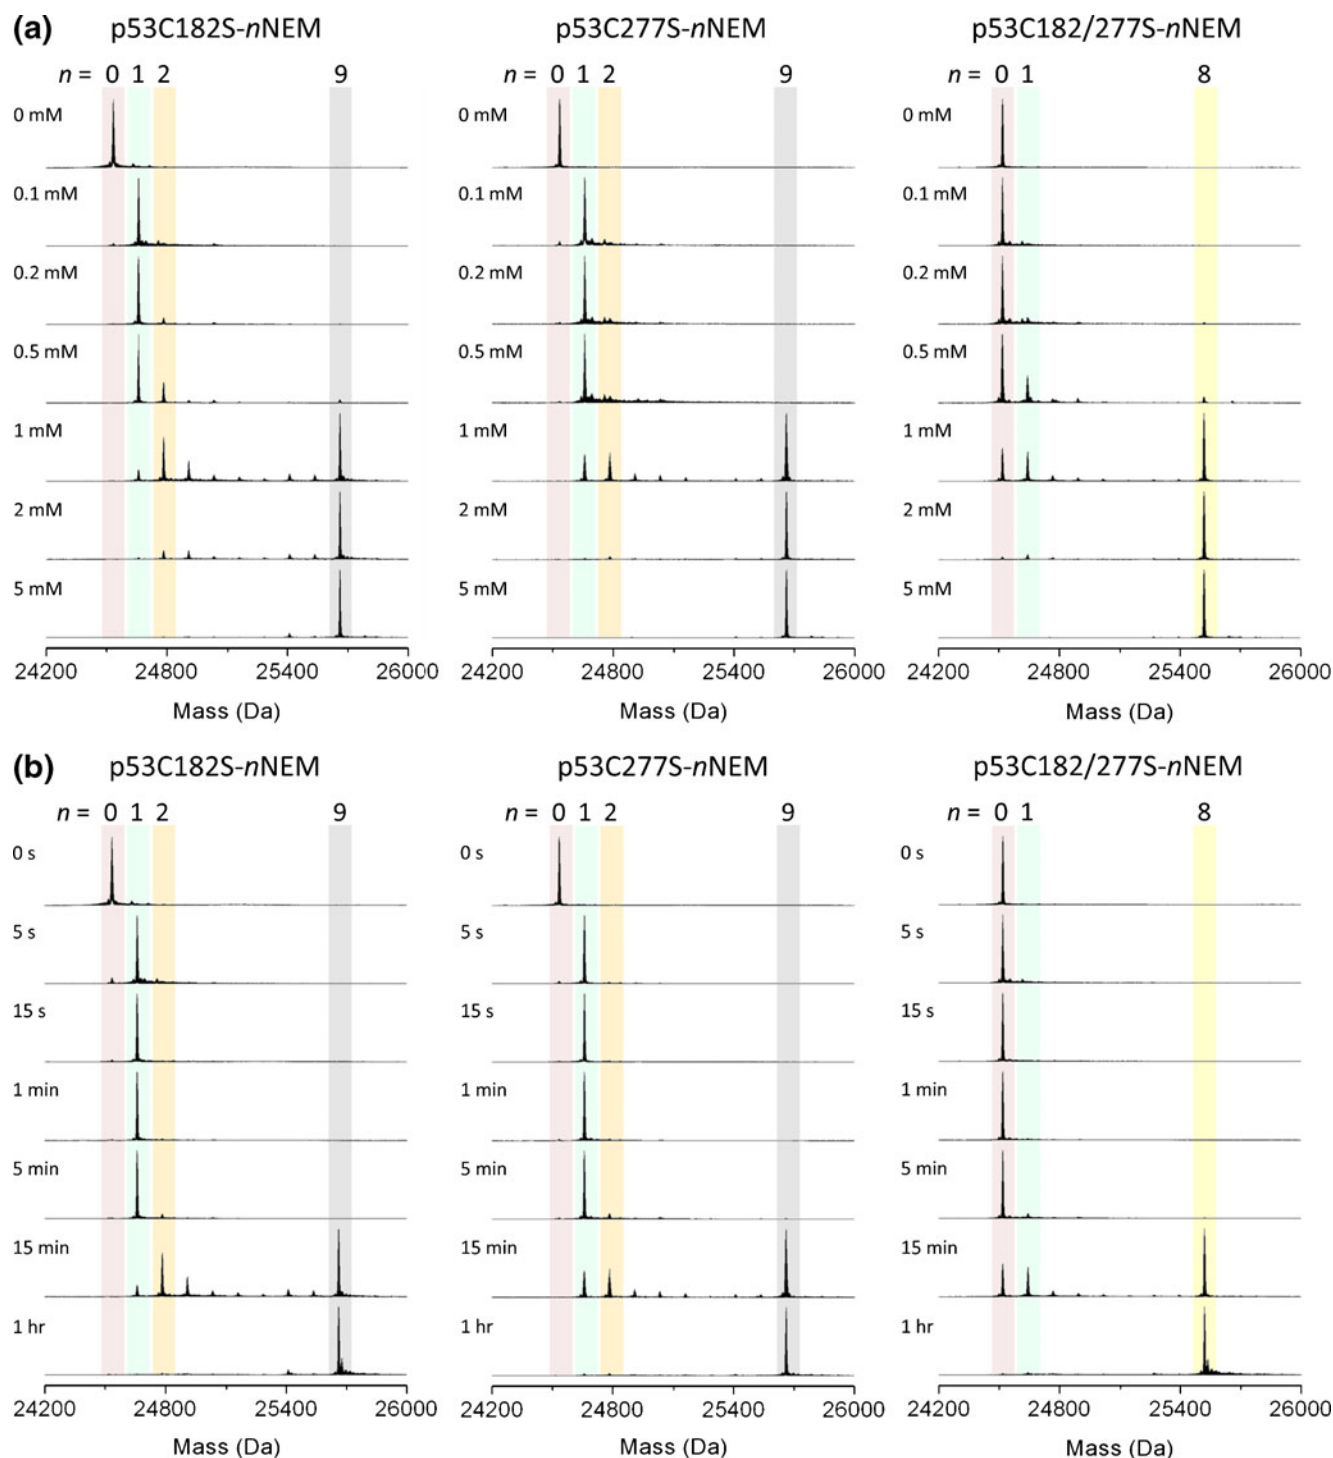 (a)
p53C182S-nNEM p53C277S-nNEM p53C182/277S-nNEM
n = 0 1 2 9 n = 0 1 2 9 n = 0 1 8
0 mM 0 mM 0 mM
0.1 mM 0.1 mM 0.1 mM
0.2 mM 0.2 mM 0.2 mM
0.5 mM 0.5 mM 0.5 mM
1 mM 1 mM 1 mM
2 mM 2 mM 2 mM
5 mM 5 mM 5 mM
24200 24800 25400 26000 24200 24800 25400 26000 24200 24800 25400 26000
Mass (Da) Mass (Da) Mass (Da)
(b)
p53C182S-nNEM p53C277S-nNEM p53C182/277S-nNEM
n = 0 1 2 9 n = 0 1 2 9 n = 0 1 8
0 s 0 s 0 s
5 s 5 s 5 s
15 s 15 s 15 s
1 min 1 min 1 min
5 min 5 min 5 min
15 min 15 min 15 min
1 hr 1 hr 1 hr
24200 24800 25400 26000 24200 24800 25400 26000 24200 24800 25400 26000
Mass (Da) Mass (Da) Mass (Da)